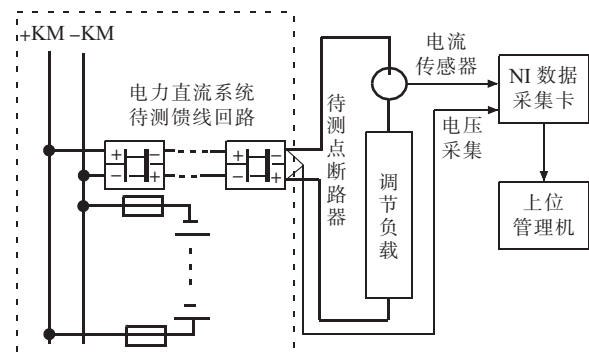 +KM –KM
电力直流系统
待测馈线回路
+ –
– +
+ –
– +
待测点断路器
电流
传感器
电压
采集
调节负载
NI 数据
采集卡
上位
管理机